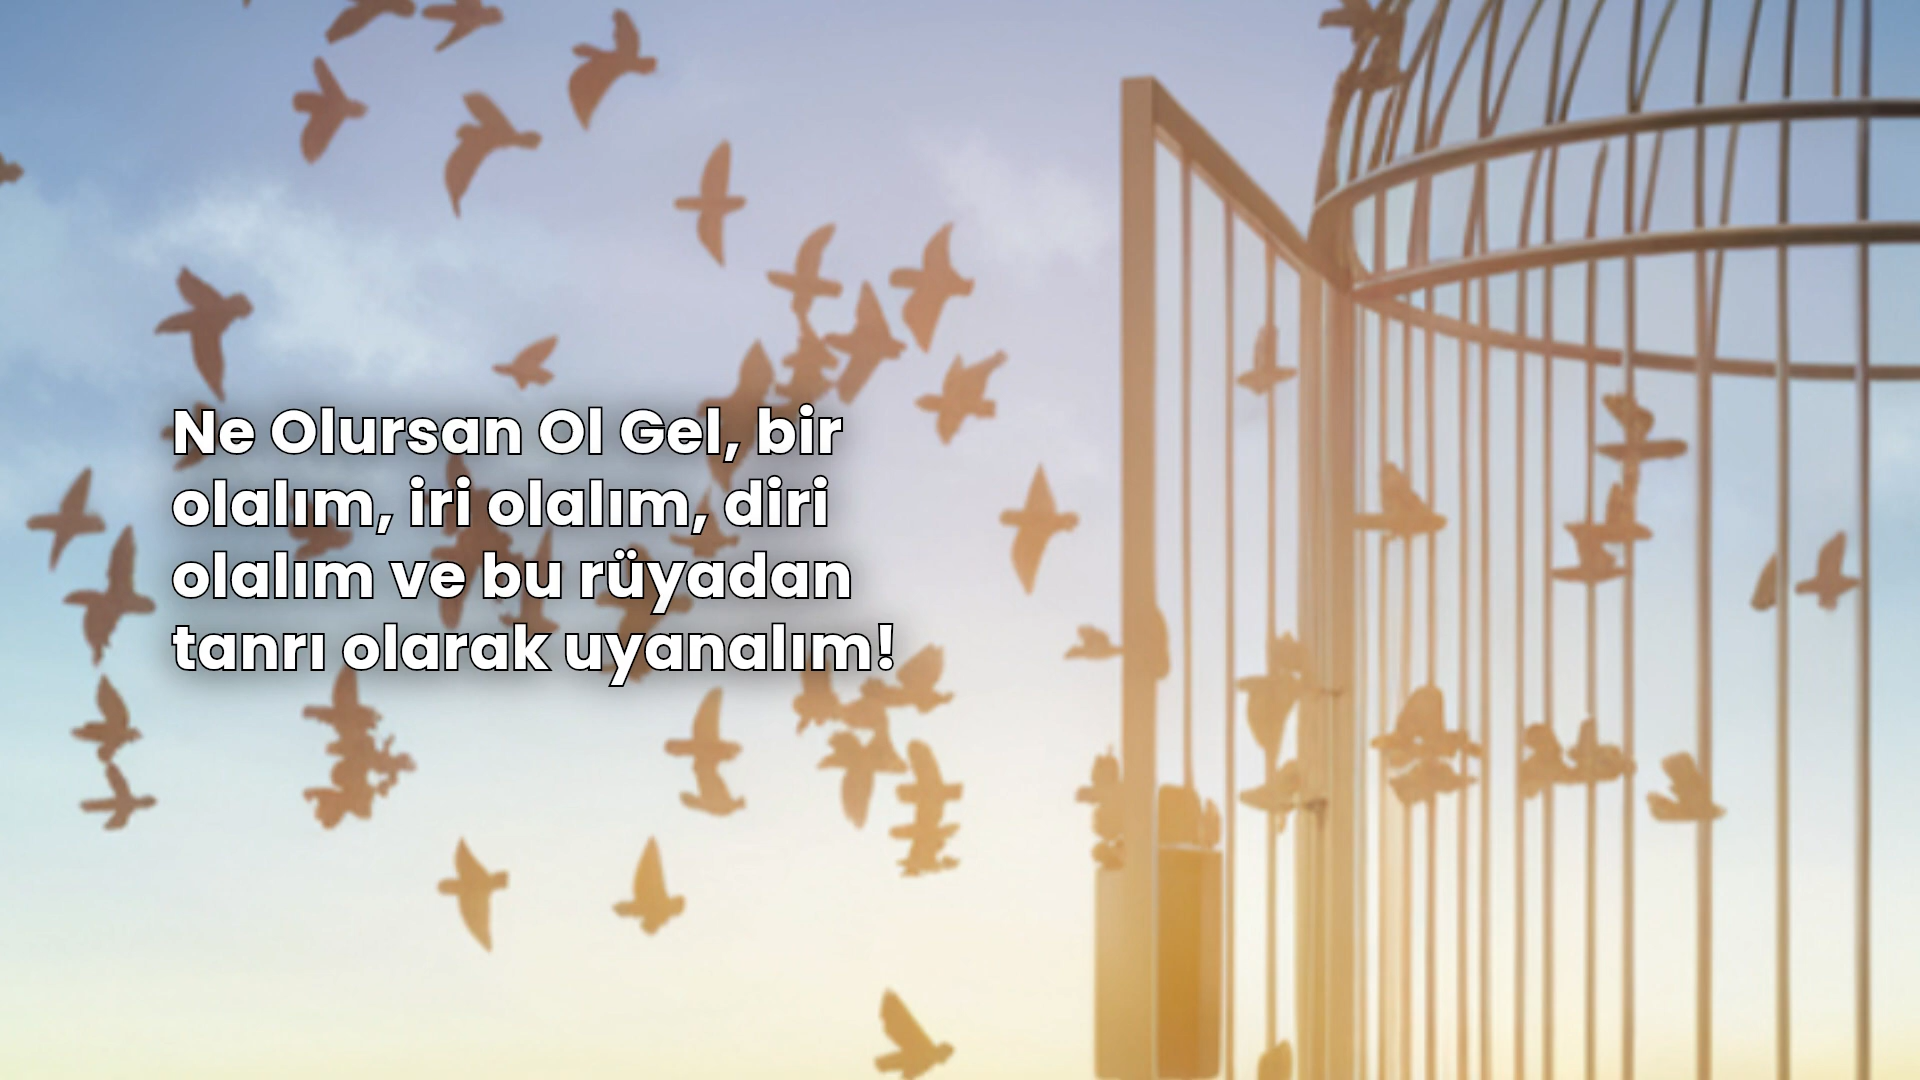 Ne Olursan Ol Gel, bir
olalım, iri olalım, diri
olalım ve bu rüyadan
tanrı olarak uyanalım!